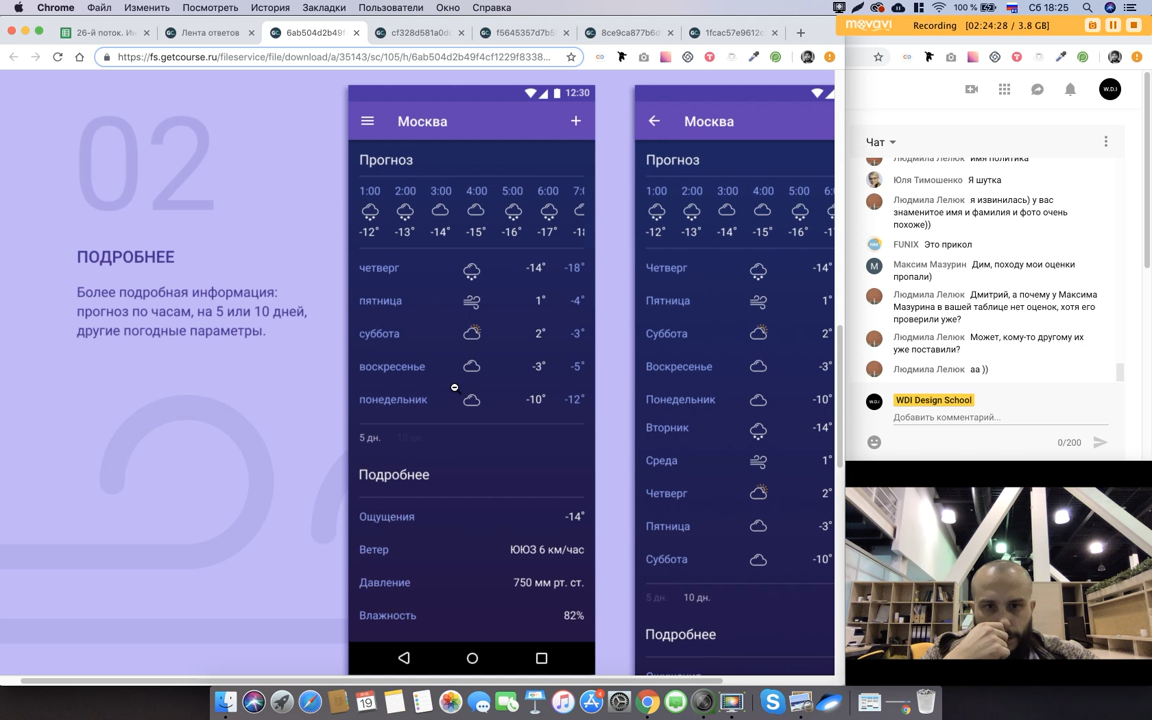 Chrome Файл Изменить Посмотреть История Закладки Пользователи Окно Справка 100 % Сб 18:25
26-й поток. Ин
Лента ответов
6ab504d2b49f
cf328d581a0d
f5645357d7b5
8ce9ca877b6d
1fcac57e9612
movavi Recording [02:24:28 / 3.8 GB]
https://fs.getcourse.ru/fileservice/file/download/a/35143/sc/105/h/6ab504d2b49f4cf1229f8338...
02
ПОДРОБНЕЕ
Более подробная информация:
прогноз по часам, на 5 или 10 дней,
другие погодные параметры.
12:30
Москва
Прогноз
1:00 2:00 3:00 4:00 5:00 6:00
-12° -13° -14° -15° -16° -17°
четверг -14° -18°
пятница 1° -4°
суббота 2° -3°
воскресенье -3° -5°
понедельник -10° -12°
5 дн. 10 дн.
Подробнее
Ощущения -14°
Ветер ЮЮЗ 6 км/час
Давление 750 мм рт. ст.
Влажность 82%
Москва
Прогноз
1:00 2:00 3:00 4:00 5:00
-12° -13° -14° -15° -16°
Четверг -14°
Пятница 1°
Суббота 2°
Воскресенье -3°
Понедельник -10°
Вторник -14°
Среда 1°
Четверг 2°
Пятница -3°
Суббота -10°
5 дн. 10 дн.
Подробнее
W.D.I
Чат
Людмила Лелюк имя политика
Юля Тимошенко Я шутка
Людмила Лелюк я извинилась) у вас
знаменитое имя и фамилия и фото очень
похоже))
FUNIX Это прикол
М Максим Мазурин Дим, походу мои оценки
пропали)
Людмила Лелюк Дмитрий, а почему у Максима
Мазурина в вашей таблице нет оценок, хотя его
проверили уже?
Людмила Лелюк Может, кому-то другому их
уже поставили?
Людмила Лелюк аа ))
W.D.I WDI Design School
Добавить комментарий...
0/200
19